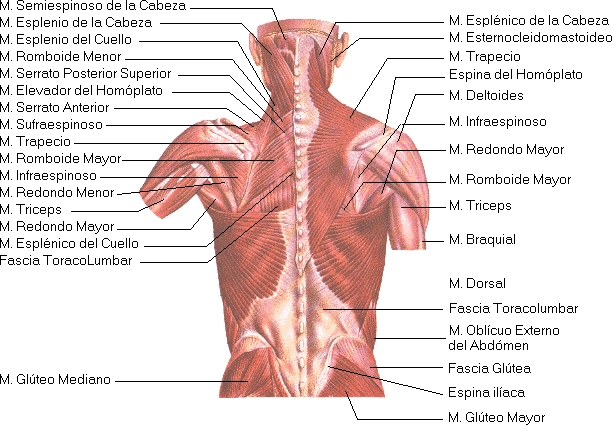 M. Semiespinoso de la Cabeza
M. Esplenio de la Cabeza
M. Esplenio del Cuello
M. Romboide Menor
M. Serrato Posterior Superior
M. Elevador del Homóplato
M. Serrato Anterior
M. Sufraespinoso
M. Trapecio
M. Romboide Mayor
M. Infraespinoso
M. Redondo Menor
M. Triceps
M. Redondo Mayor
M. Esplénico del Cuello
Fascia ToracoLumbar
M. Glúteo Mediano
M. Esplénico de la Cabeza
M. Esternocleidomastoideo
M. Trapecio
Espina del Homóplato
M. Deltoides
M. Infraespinoso
M. Redondo Mayor
M. Romboide Mayor
M. Triceps
M. Braquial
M. Dorsal
Fascia Toracolumbar
M. Oblícuo Externo
del Abdómen
Fascia Glútea
Espina ilíaca
M. Glúteo Mayor